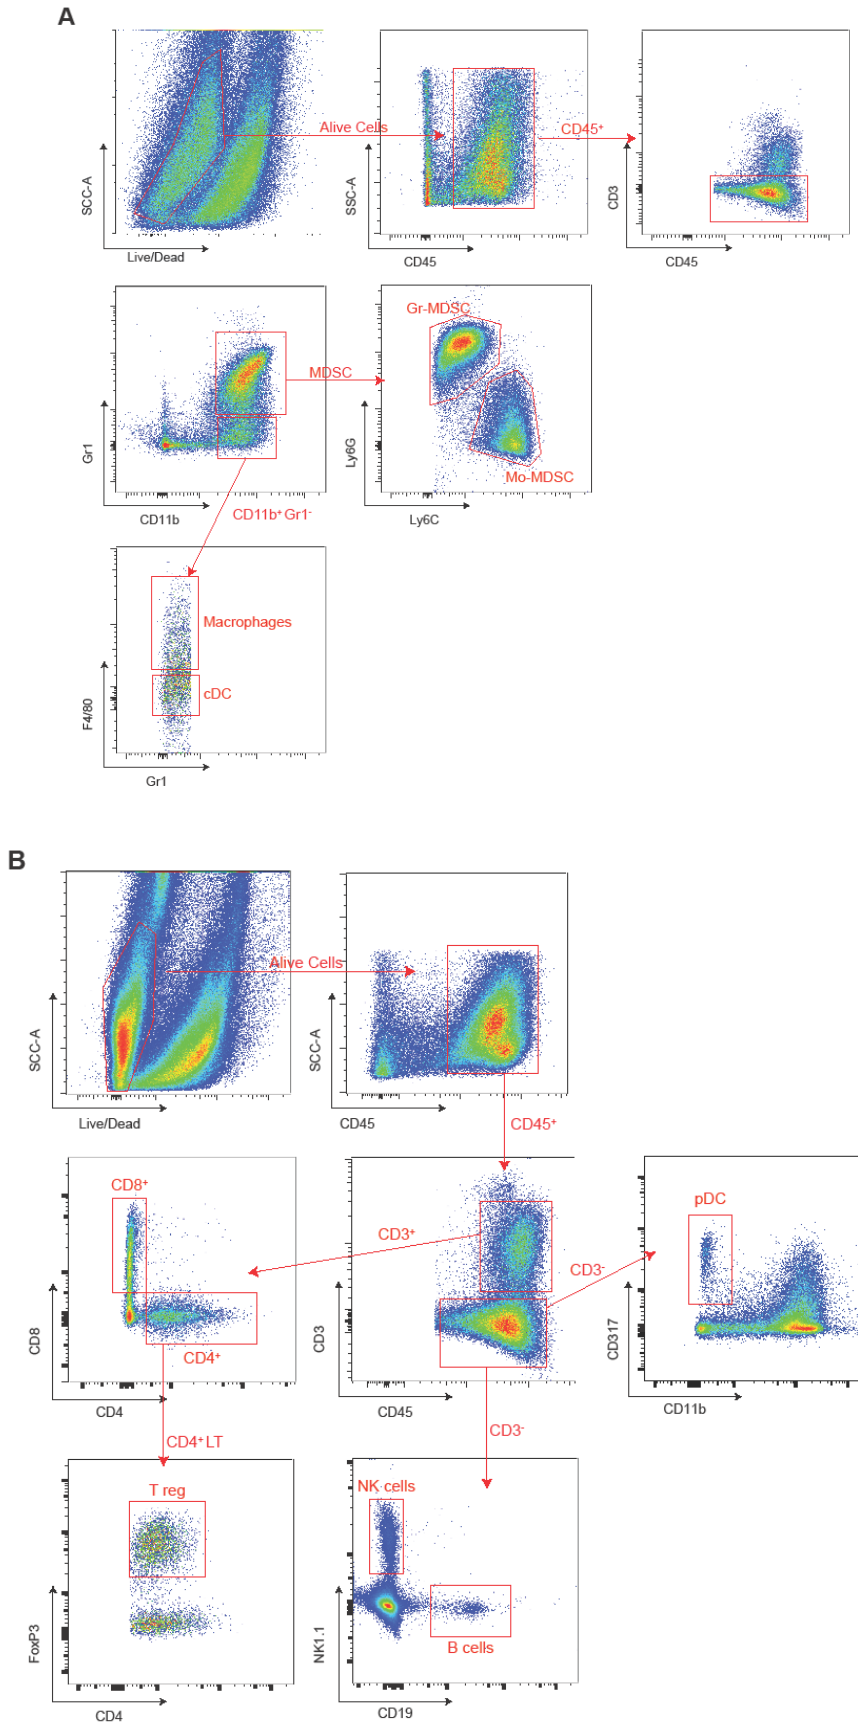 A
SCC-A
Live/Dead
Alive Cells
SSC-A
CD45
CD45+
CD3
CD45
Gr1
CD11b
MDSC
Gr-MDSC
Ly6G
Mo-MDSC
Ly6C
CD11b+Gr1-
Macrophages
cDC
F4/80
Gr1
B
SCC-A
Live/Dead
Alive Cells
SCC-A
CD45
CD45+
CD8+
CD8
CD4+
CD4
CD3+
CD3
CD45
CD3-
pDC
CD317
CD11b
CD4+ LT
CD3-
T reg
FoxP3
CD4
NK cells
NK1.1
B cells
CD19